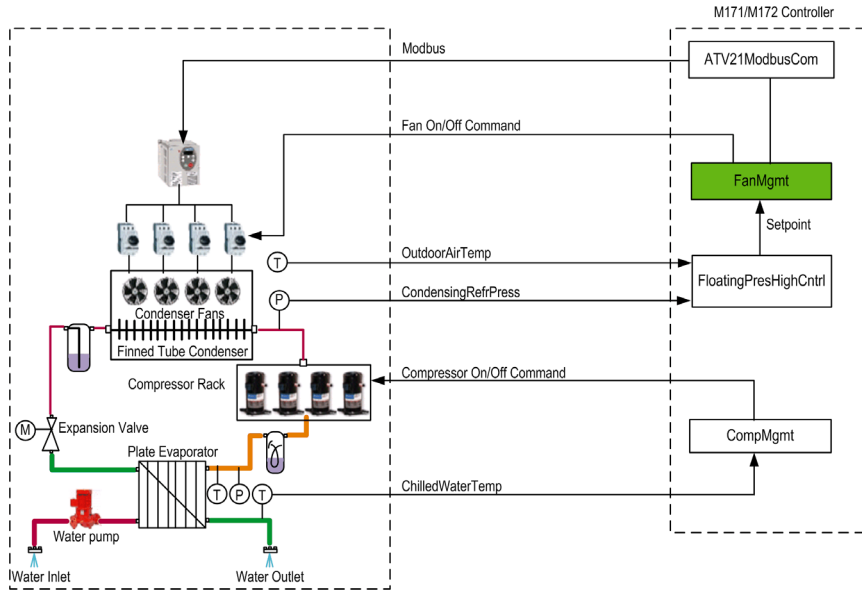 M171/M172 Controller
Modbus
ATV21ModbusCom
Fan On/Off Command
FanMgmt
Setpoint
OutdoorAirTemp
T
FloatingPresHighCntrl
CondensingRefrPress
P
Condenser Fans
Finned Tube Condenser
Compressor Rack
Compressor On/Off Command
M
Expansion Valve
CompMgmt
Plate Evaporator
T
P
T
ChilledWaterTemp
Water pump
Water Inlet
Water Outlet